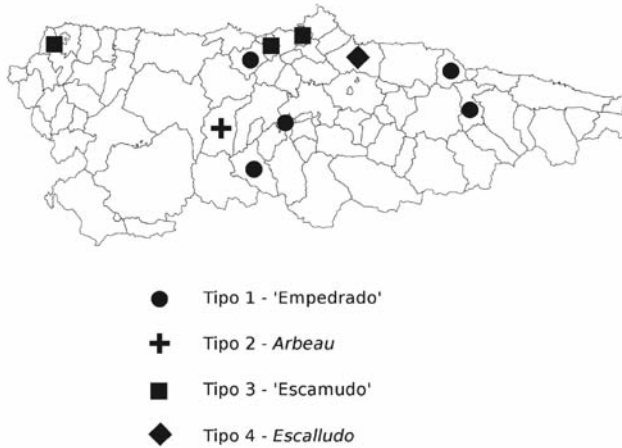 Tipo 1 - 'Empedrado'
Tipo 2 - Arbeau
Tipo 3 - 'Escamudo'
Tipo 4 - Escalludo